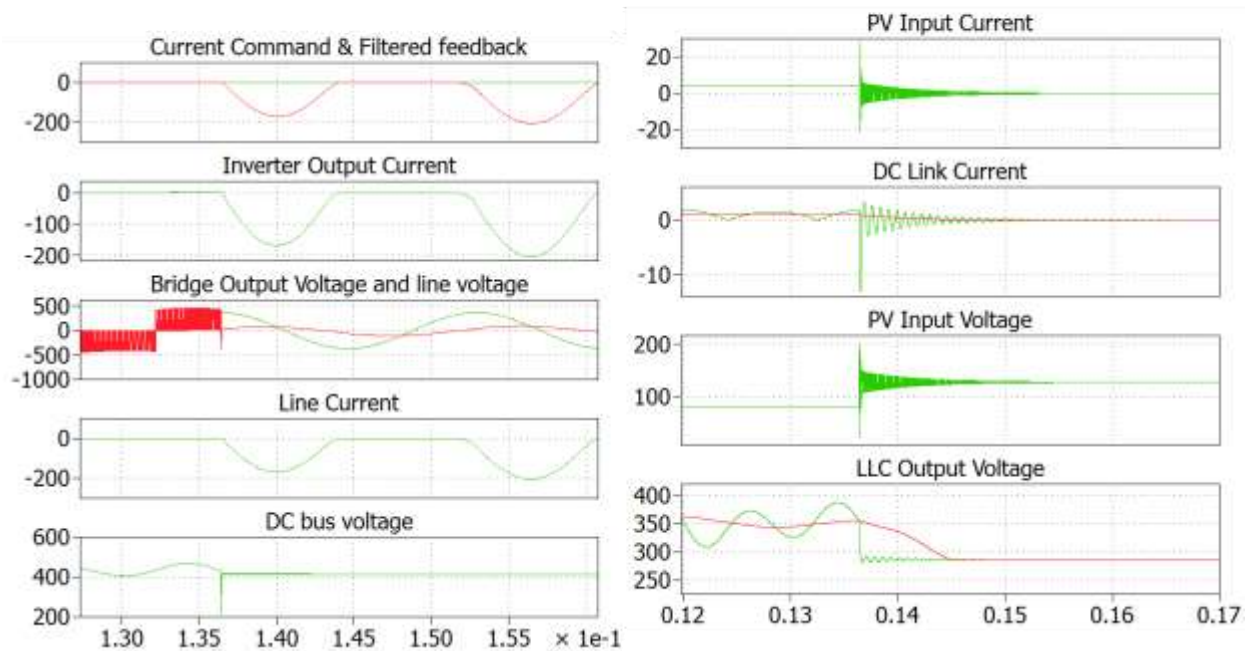 Current Command & Filtered feedback
0
-200
Inverter Output Current
0
-100
-200
Bridge Output Voltage and line voltage
500
0
-500
-1000
Line Current
0
-200
DC bus voltage
600
400
200
1.30 1.35 1.40 1.45 1.50 1.55 × 1e-1
PV Input Current
20
0
-20
DC Link Current
0
-10
PV Input Voltage
200
100
LLC Output Voltage
400
350
300
250
0.12 0.13 0.14 0.15 0.16 0.17